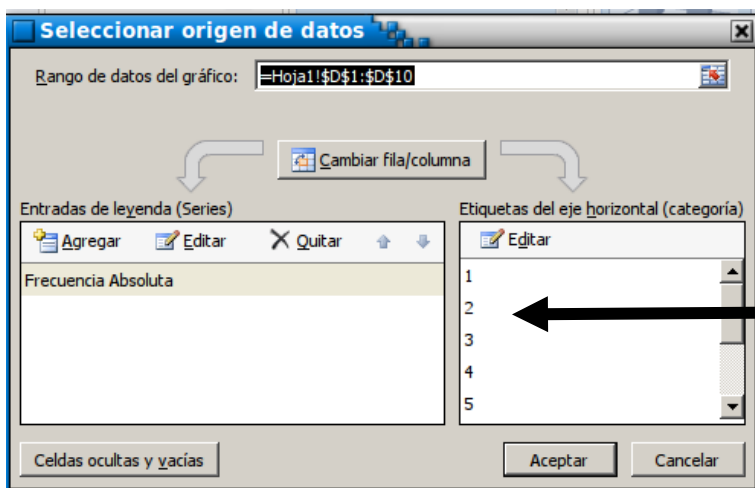 Seleccionar origen de datos
Rango de datos del gráfico: =Hoja1!$D$1:$D$10
Cambiar fila/columna
Entradas de leyenda (Series)
Agregar Editar Quitar
Frecuencia Absoluta
Etiquetas del eje horizontal (categoría)
Editar
1
2
3
4
5
Celdas ocultas y vacías
Aceptar Cancelar